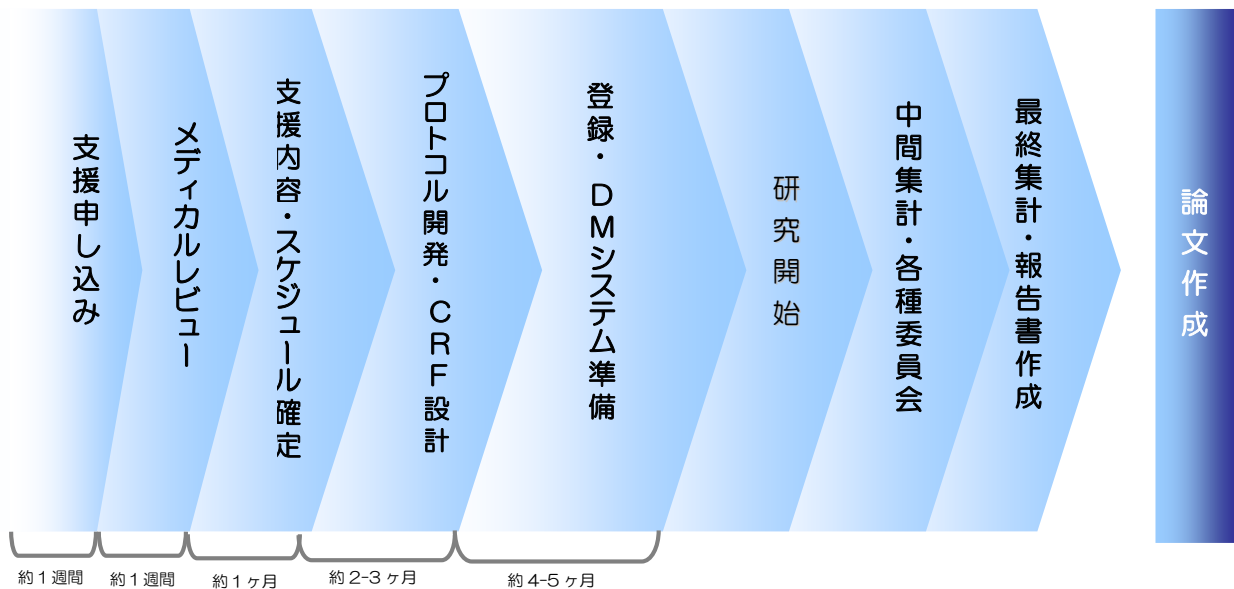 支援申し込み
メディカルレビュー
支援内容・スケジュール確定
プロトコル開発・CRF設計
登録・DMシステム準備
研究開始
中間集計・各種委員会
最終集計・報告書作成
論文作成
約1週間
約1週間
約1ヶ月
約2-3ヶ月
約4-5ヶ月